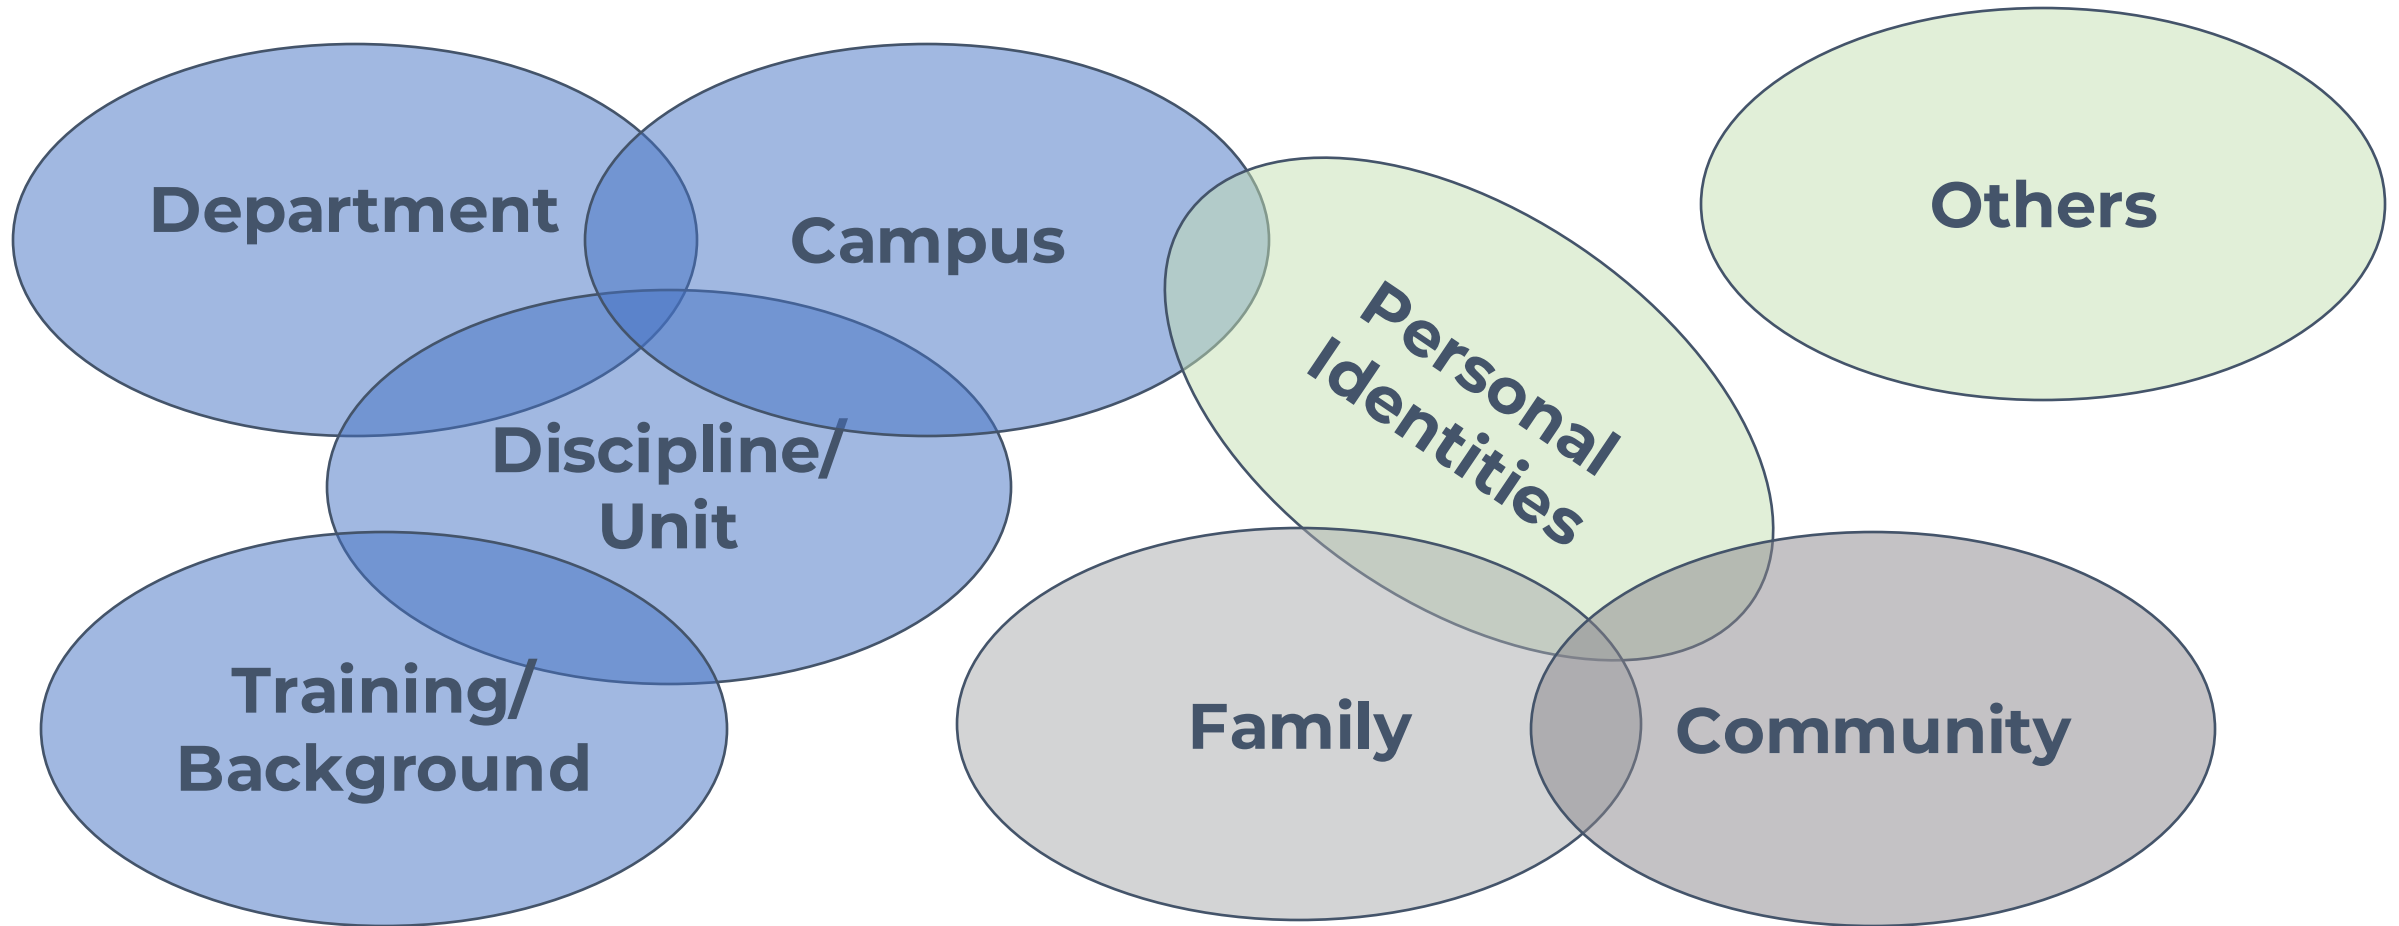 Department
Campus
Others
Personal
Identities
Discipline/
Unit
Training/
Background
Family
Community